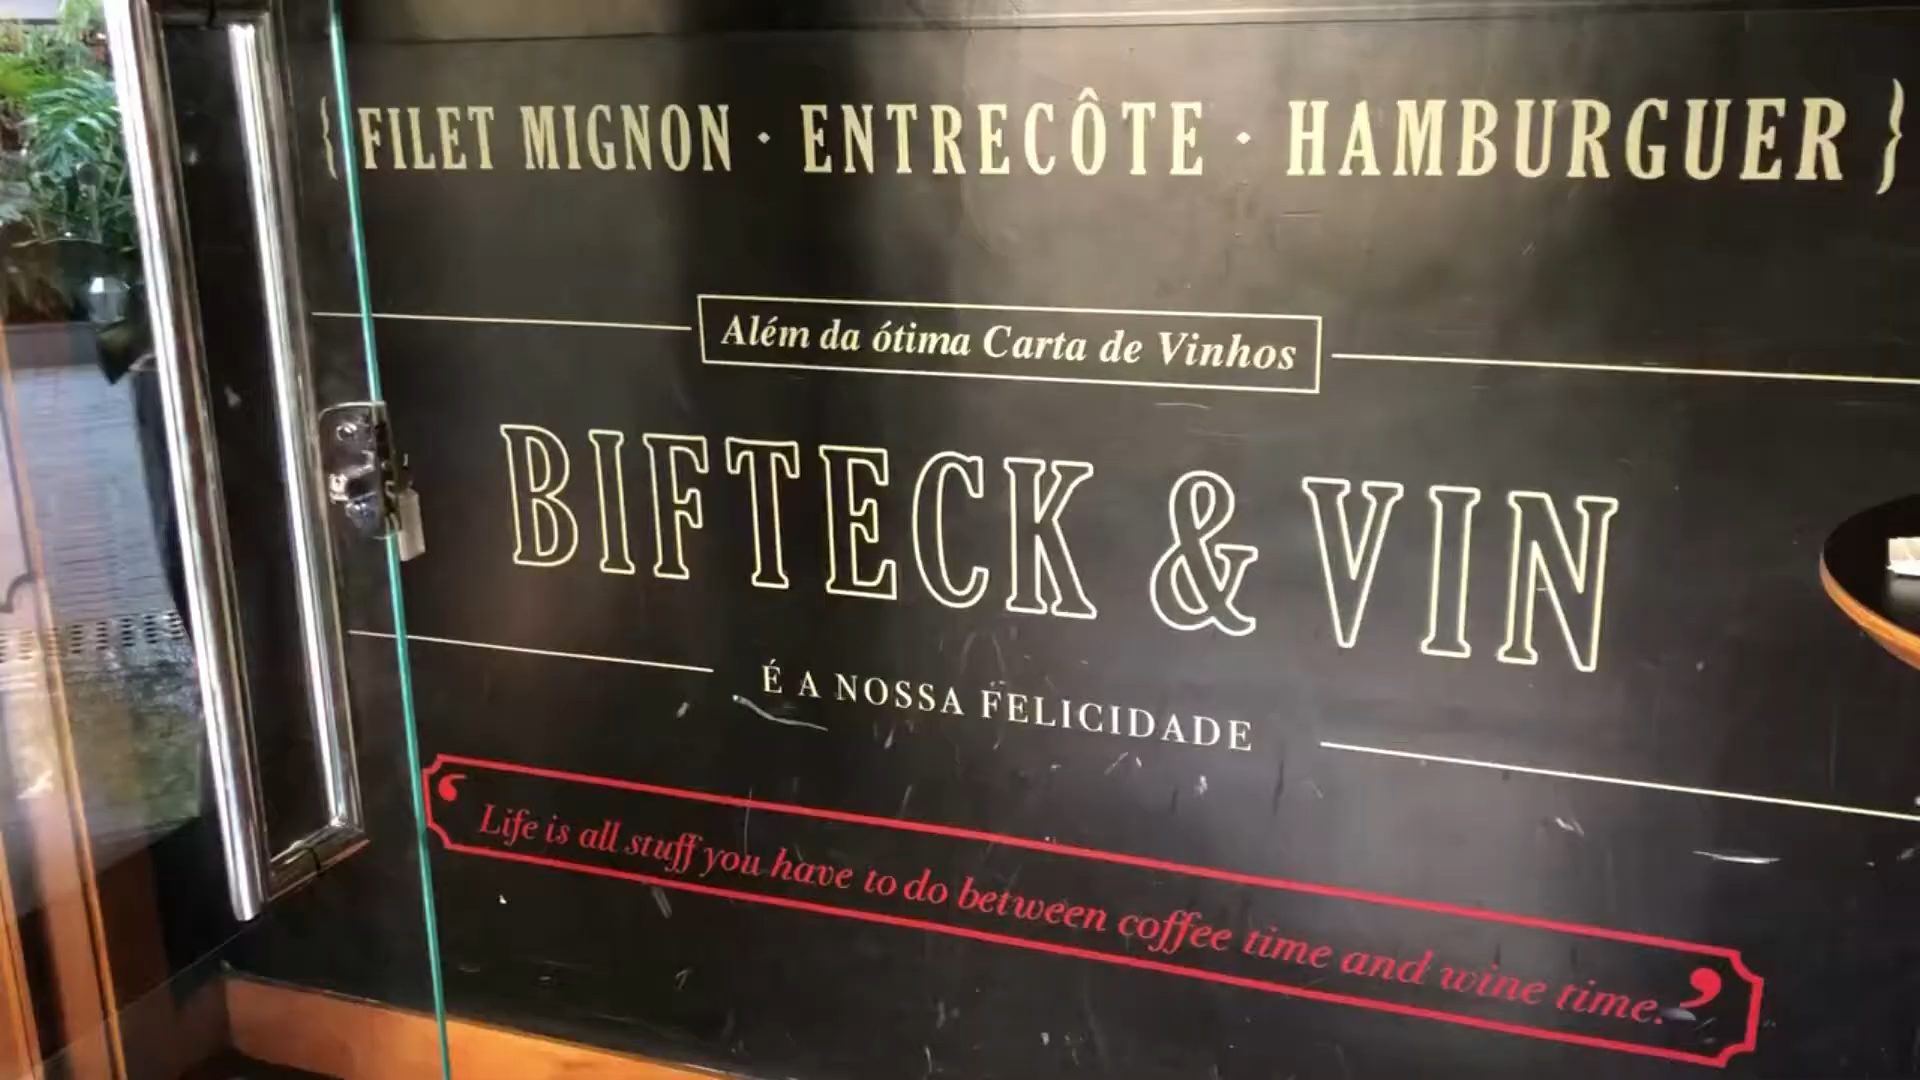 { FILET MIGNON · ENTRECÔTE · HAMBURGUER }
Além da ótima Carta de Vinhos
BIFTECK & VIN
É A NOSSA FELICIDADE
‘Life is all stuff you have to do between coffee time and wine time.’